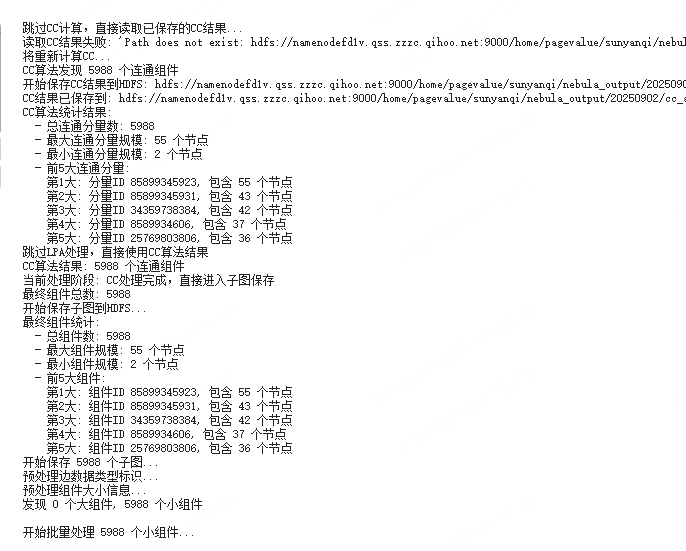 跳过CC计算，直接读取已保存的CC结果...
读取CC结果失败: 'Path does not exist: hdfs://namenodefd1v.qss.zzzc.qihoo.net:9000/home/pagevalue/sunyanqi/nebul
将重新计算CC...
CC算法发现 5988 个连通组件
开始保存CC结果到HDFS: hdfs://namenodefd1v.qss.zzzc.qihoo.net:9000/home/pagevalue/sunyanqi/nebula_output/2025090
CC结果已保存到: hdfs://namenodefd1v.qss.zzzc.qihoo.net:9000/home/pagevalue/sunyanqi/nebula_output/20250902/cc_
CC算法统计结果:
- 总连通分量数: 5988
- 最大连通分量规模: 55 个节点
- 最小连通分量规模: 2 个节点
- 前5大连通分量:
第1大: 分量ID 85899345923, 包含 55 个节点
第2大: 分量ID 85899345931, 包含 43 个节点
第3大: 分量ID 34359738384, 包含 42 个节点
第4大: 分量ID 8589934606, 包含 37 个节点
第5大: 分量ID 25769803806, 包含 36 个节点
跳过LPA处理，直接使用CC算法结果
CC算法结果: 5988 个连通组件
当前处理阶段: CC处理完成，直接进入子图保存
最终组件总数: 5988
开始保存子图到HDFS...
最终组件统计:
- 总组件数: 5988
- 最大组件规模: 55 个节点
- 最小组件规模: 2 个节点
- 前5大组件:
第1大: 组件ID 85899345923, 包含 55 个节点
第2大: 组件ID 85899345931, 包含 43 个节点
第3大: 组件ID 34359738384, 包含 42 个节点
第4大: 组件ID 8589934606, 包含 37 个节点
第5大: 组件ID 25769803806, 包含 36 个节点
开始保存 5988 个子图...
预处理边数据类型标识...
预处理组件大小信息...
发现 0 个大组件, 5988 个小组件
开始批量处理 5988 个小组件...